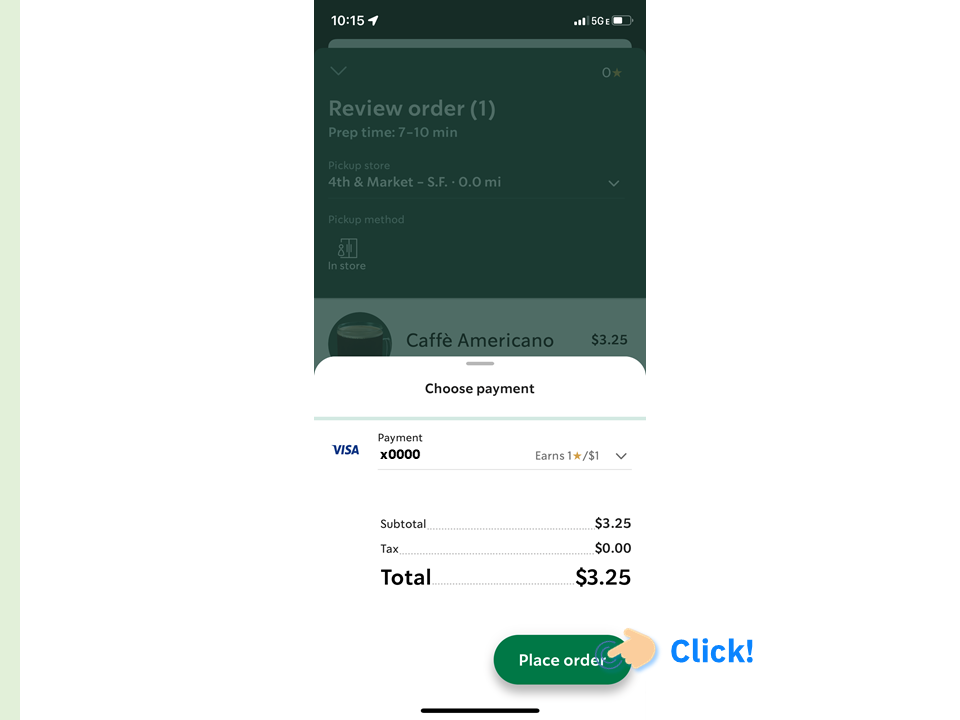 10:15 5GE
0★
Review order (1)
Prep time: 7–10 min
Pickup store
4th & Market – S.F. · 0.0 mi
Pickup method
In store
Caffè Americano $3.25
Choose payment
VISA
Payment
x0000 Earns 1★/$1
Subtotal $3.25
Tax $0.00
Total $3.25
Place order Click!